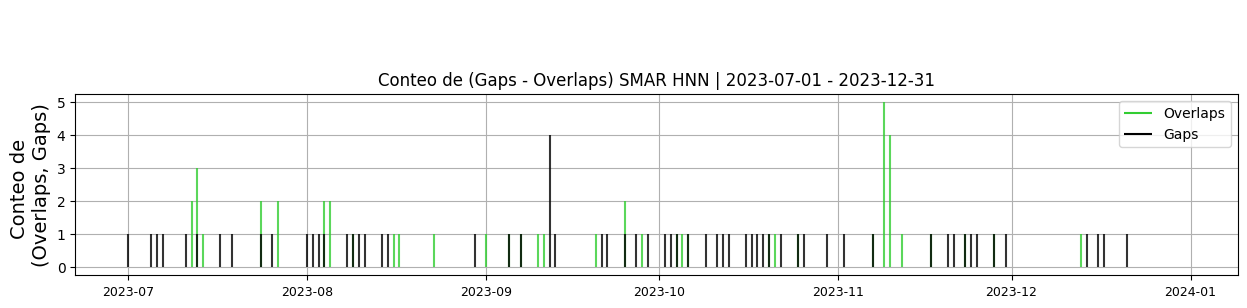 Conteo de (Gaps - Overlaps) SMAR HNN | 2023-07-01 - 2023-12-31
Conteo de
(Overlaps, Gaps)
5
4
3
2
1
0
Overlaps
Gaps
2023-07
2023-08
2023-09
2023-10
2023-11
2023-12
2024-01